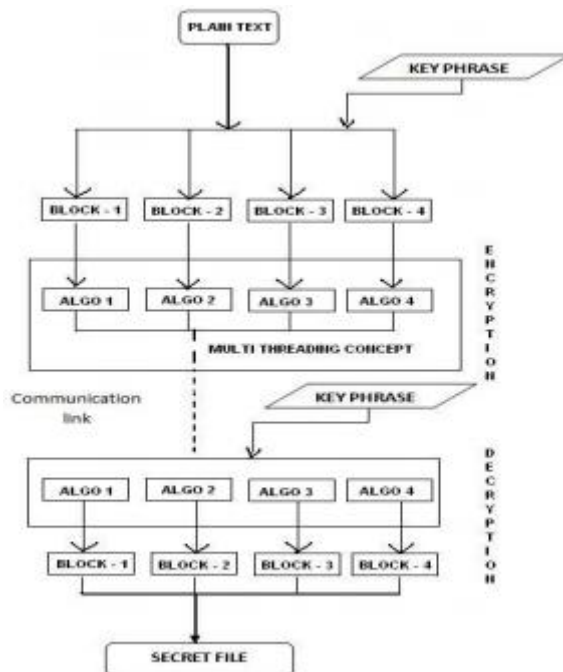 PLAIN TEXT
KEY PHRASE
BLOCK - 1 BLOCK - 2 BLOCK - 3 BLOCK - 4
ALGO 1 ALGO 2 ALGO 3 ALGO 4
MULTI THREADING CONCEPT
ENCRYPTION
Communication
link
KEY PHRASE
ALGO 1 ALGO 2 ALGO 3 ALGO 4
BLOCK - 1 BLOCK - 2 BLOCK - 3 BLOCK - 4
DECRYPTION
SECRET FILE